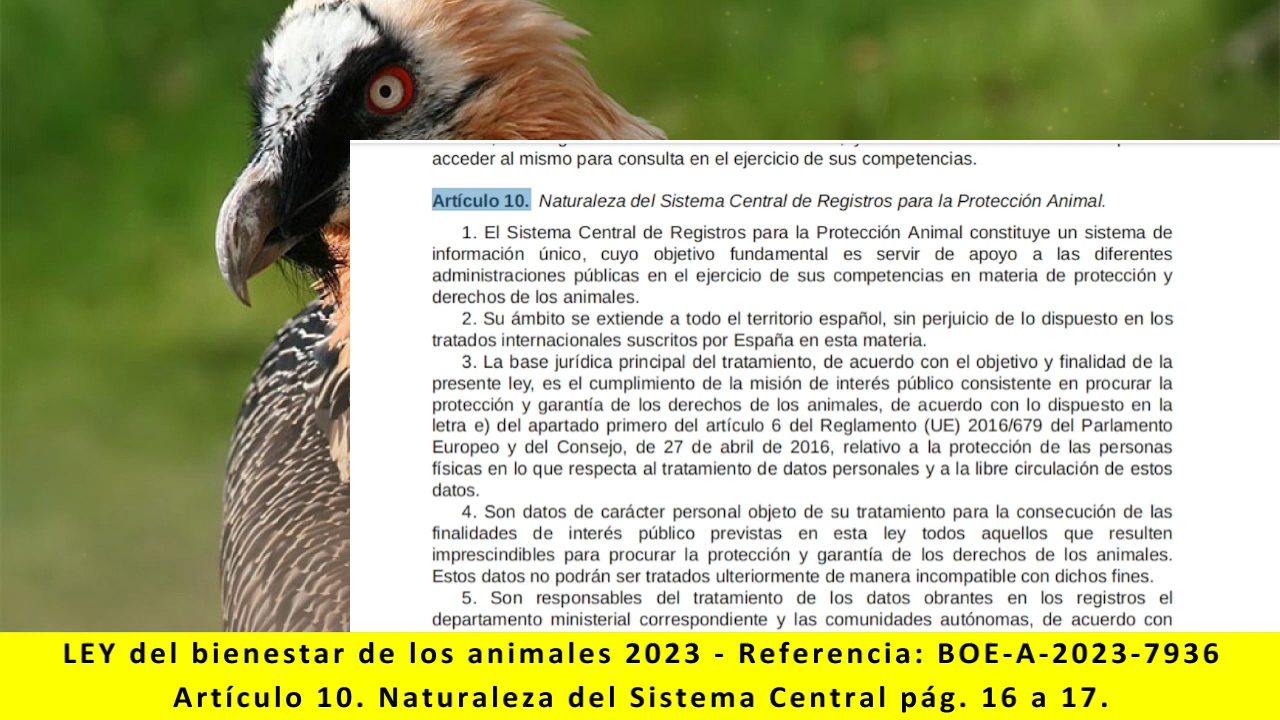 acceder al mismo para consulta en el ejercicio de sus competencias.
Artículo 10. Naturaleza del Sistema Central de Registros para la Protección Animal.
1. El Sistema Central de Registros para la Protección Animal constituye un sistema de
información único, cuyo objetivo fundamental es servir de apoyo a las diferentes
administraciones públicas en el ejercicio de sus competencias en materia de protección y
derechos de los animales.
2. Su ámbito se extiende a todo el territorio español, sin perjuicio de lo dispuesto en los
tratados internacionales suscritos por España en esta materia.
3. La base jurídica principal del tratamiento, de acuerdo con el objetivo y finalidad de la
presente ley, es el cumplimiento de la misión de interés público consistente en procurar la
protección y garantía de los derechos de los animales, de acuerdo con lo dispuesto en la
letra e) del apartado primero del artículo 6 del Reglamento (UE) 2016/679 del Parlamento
Europeo y del Consejo, de 27 de abril de 2016, relativo a la protección de las personas
físicas en lo que respecta al tratamiento de datos personales y a la libre circulación de estos
datos.
4. Son datos de carácter personal objeto de su tratamiento para la consecución de las
finalidades de interés público previstas en esta ley todos aquellos que resulten
imprescindibles para procurar la protección y garantía de los derechos de los animales.
Estos datos no podrán ser tratados ulteriormente de manera incompatible con dichos fines.
5. Son responsables del tratamiento de los datos obrantes en los registros el
departamento ministerial correspondiente y las comunidades autónomas, de acuerdo con
LEY del bienestar de los animales 2023 - Referencia: BOE-A-2023-7936
Artículo 10. Naturaleza del Sistema Central pág. 16 a 17.